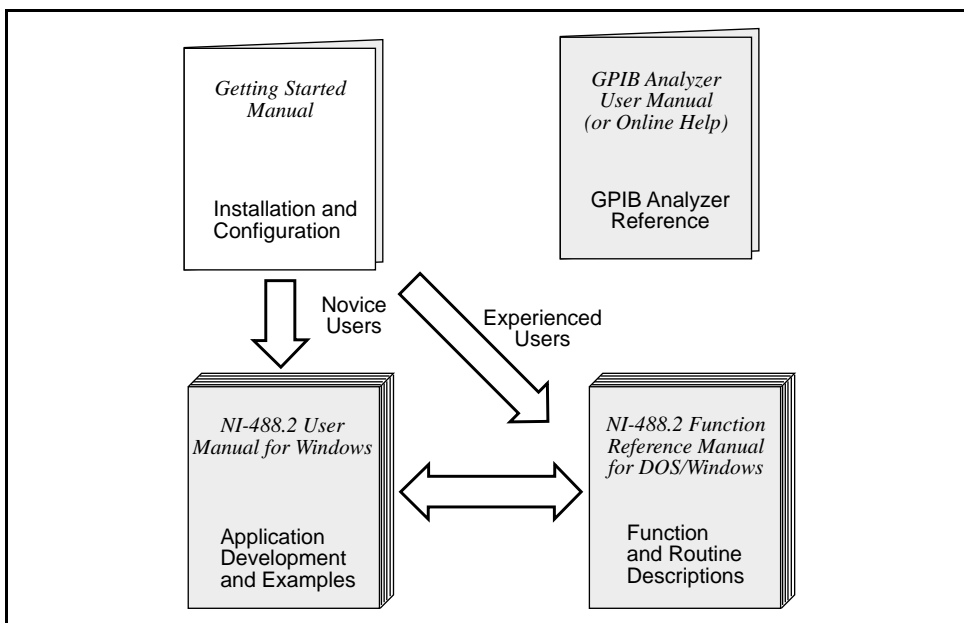 Getting Started
Manual
Installation and
Configuration
GPIB Analyzer
User Manual
(or Online Help)
GPIB Analyzer
Reference
Novice
Users
Experienced
Users
NI-488.2 User
Manual for Windows
Application
Development
and Examples
NI-488.2 Function
Reference Manual
for DOS/Windows
Function
and Routine
Descriptions